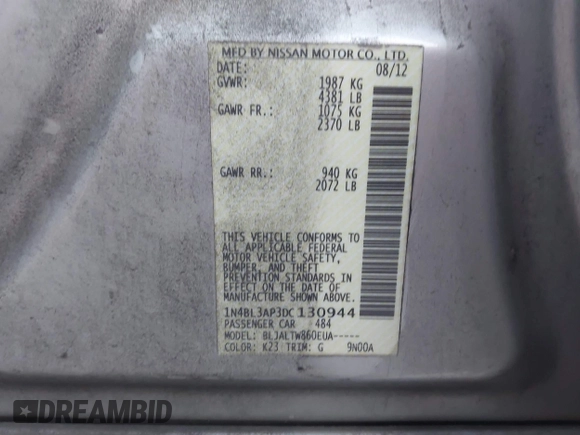 MFD BY NISSAN MOTOR CO., LTD.
DATE: 08/12
GVWR: 1987 KG
4381 LB
GAWR FR.: 1075 KG
2370 LB
GAWR RR.: 940 KG
2072 LB
THIS VEHICLE CONFORMS TO
ALL APPLICABLE FEDERAL
MOTOR VEHICLE SAFETY,
BUMPER, AND THEFT
PREVENTION STANDARDS IN
EFFECT ON THE DATE OF
MANUFACTURE SHOWN ABOVE.
1N4BL3AP3DC130944
PASSENGER CAR 484
MODEL: BLJALTW860EUA-----
COLOR: K23 TRIM: G 9N00A
DREAMBID